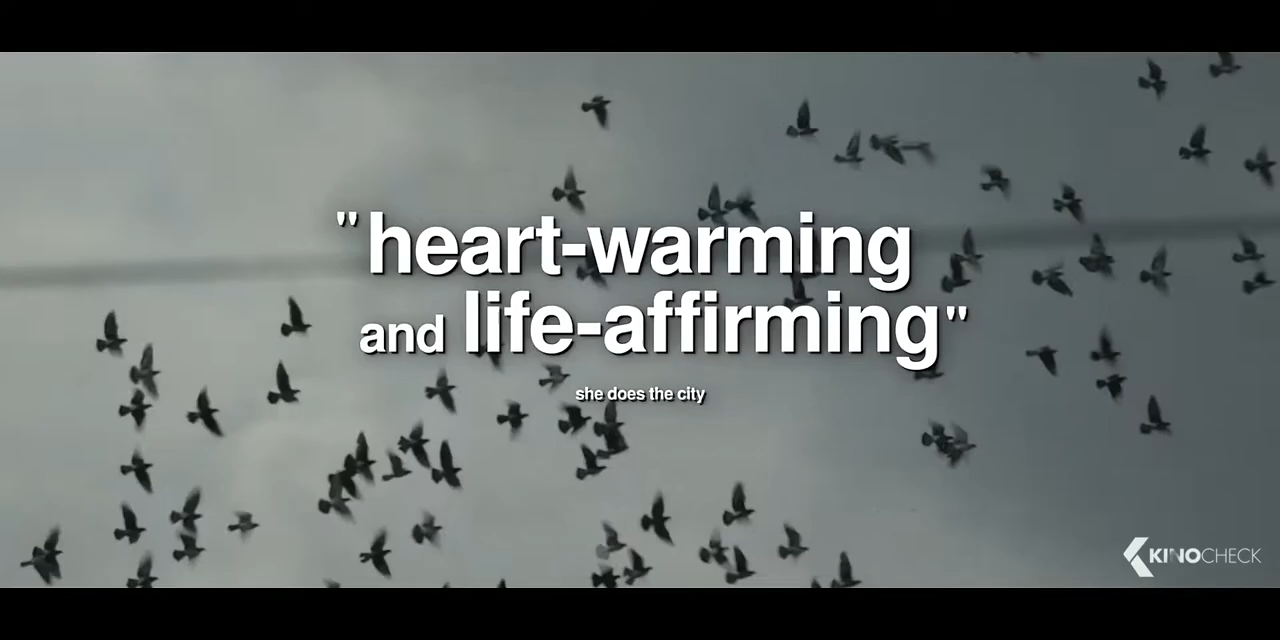 "heart-warming
and life-affirming"
she does the city
KINOCHECK